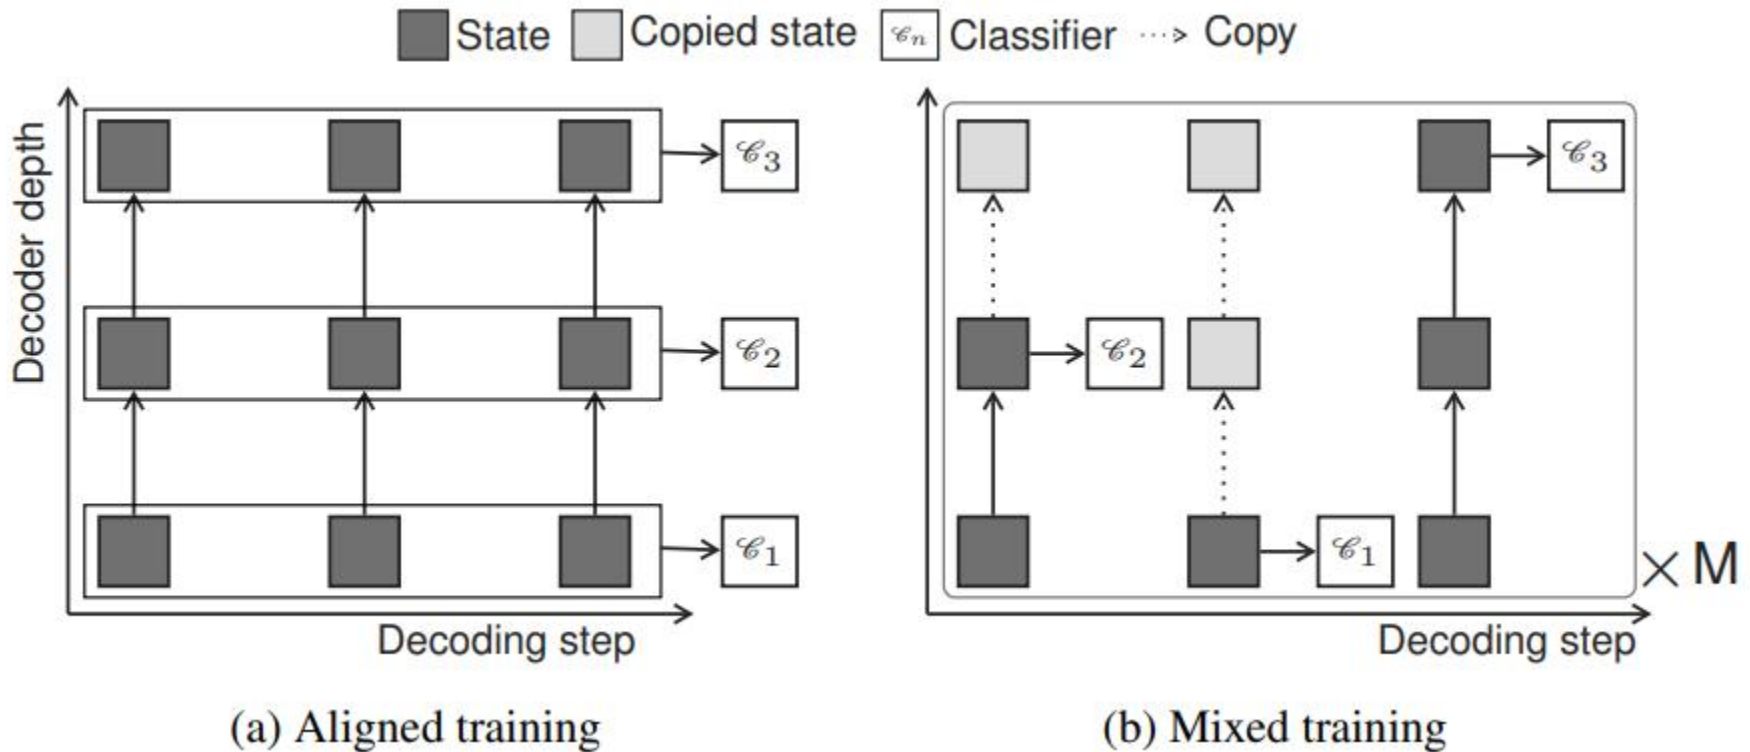 State Copied state 𝒞n Classifier Copy
Decoder depth
𝒞3
𝒞2
𝒞1
Decoding step
(a) Aligned training
𝒞3
𝒞2
𝒞1
× M
Decoding step
(b) Mixed training